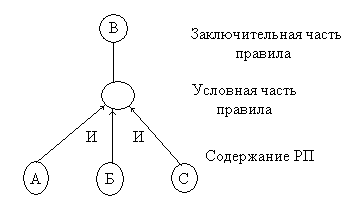 В
Заключительная часть
правила
Условная часть
правила
И И
Содержание РП
А Б С